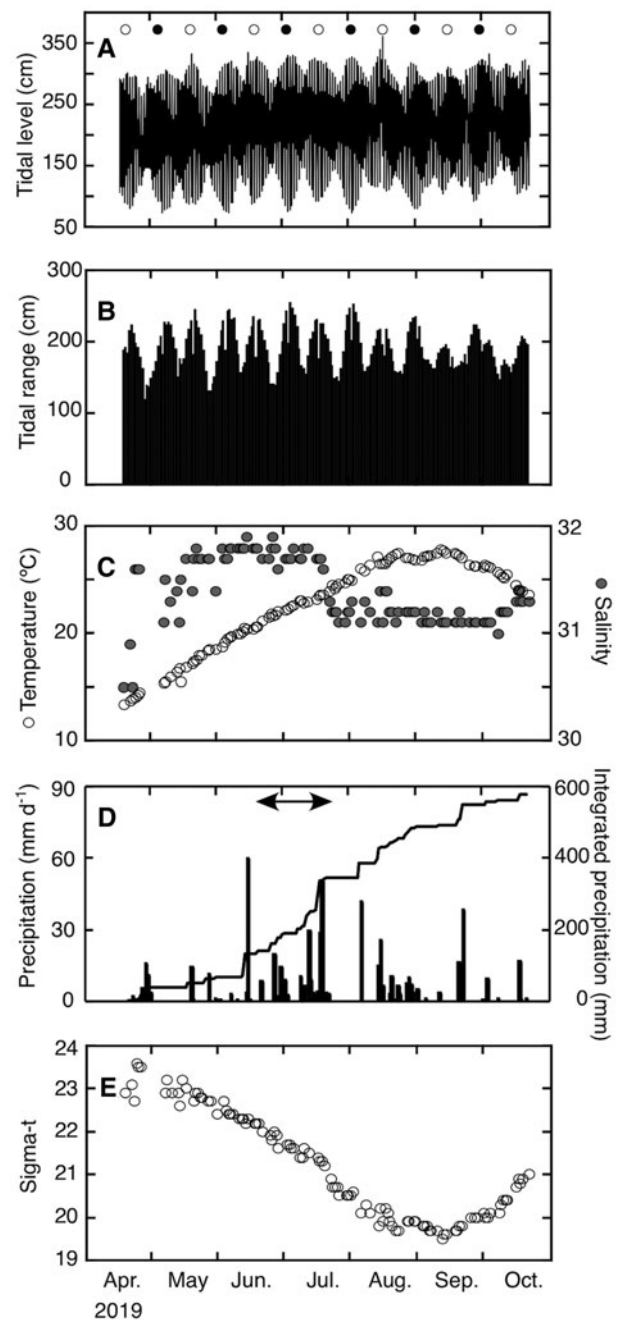 A
Tidal level (cm)
350
250
150
50
B
Tidal range (cm)
300
200
100
0
C
○ Temperature (°C)
30
20
10
32
31
30
● Salinity
D
Precipitation (mm d⁻¹)
90
60
30
0
600
400
200
0
Integrated precipitation (mm)
E
Sigma-t
24
23
22
21
20
19
Apr. May Jun. Jul. Aug. Sep. Oct.
2019